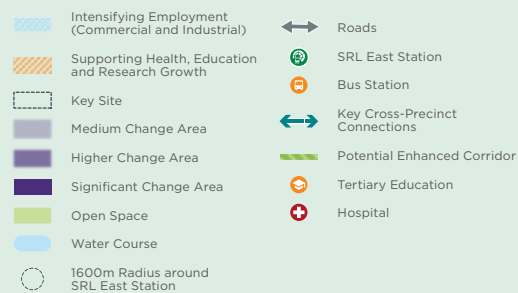 Intensifying Employment
(Commercial and Industrial)
Supporting Health, Education
and Research Growth
Key Site
Medium Change Area
Higher Change Area
Significant Change Area
Open Space
Water Course
1600m Radius around
SRL East Station
Roads
SRL East Station
Bus Station
Key Cross-Precinct
Connections
Potential Enhanced Corridor
Tertiary Education
Hospital